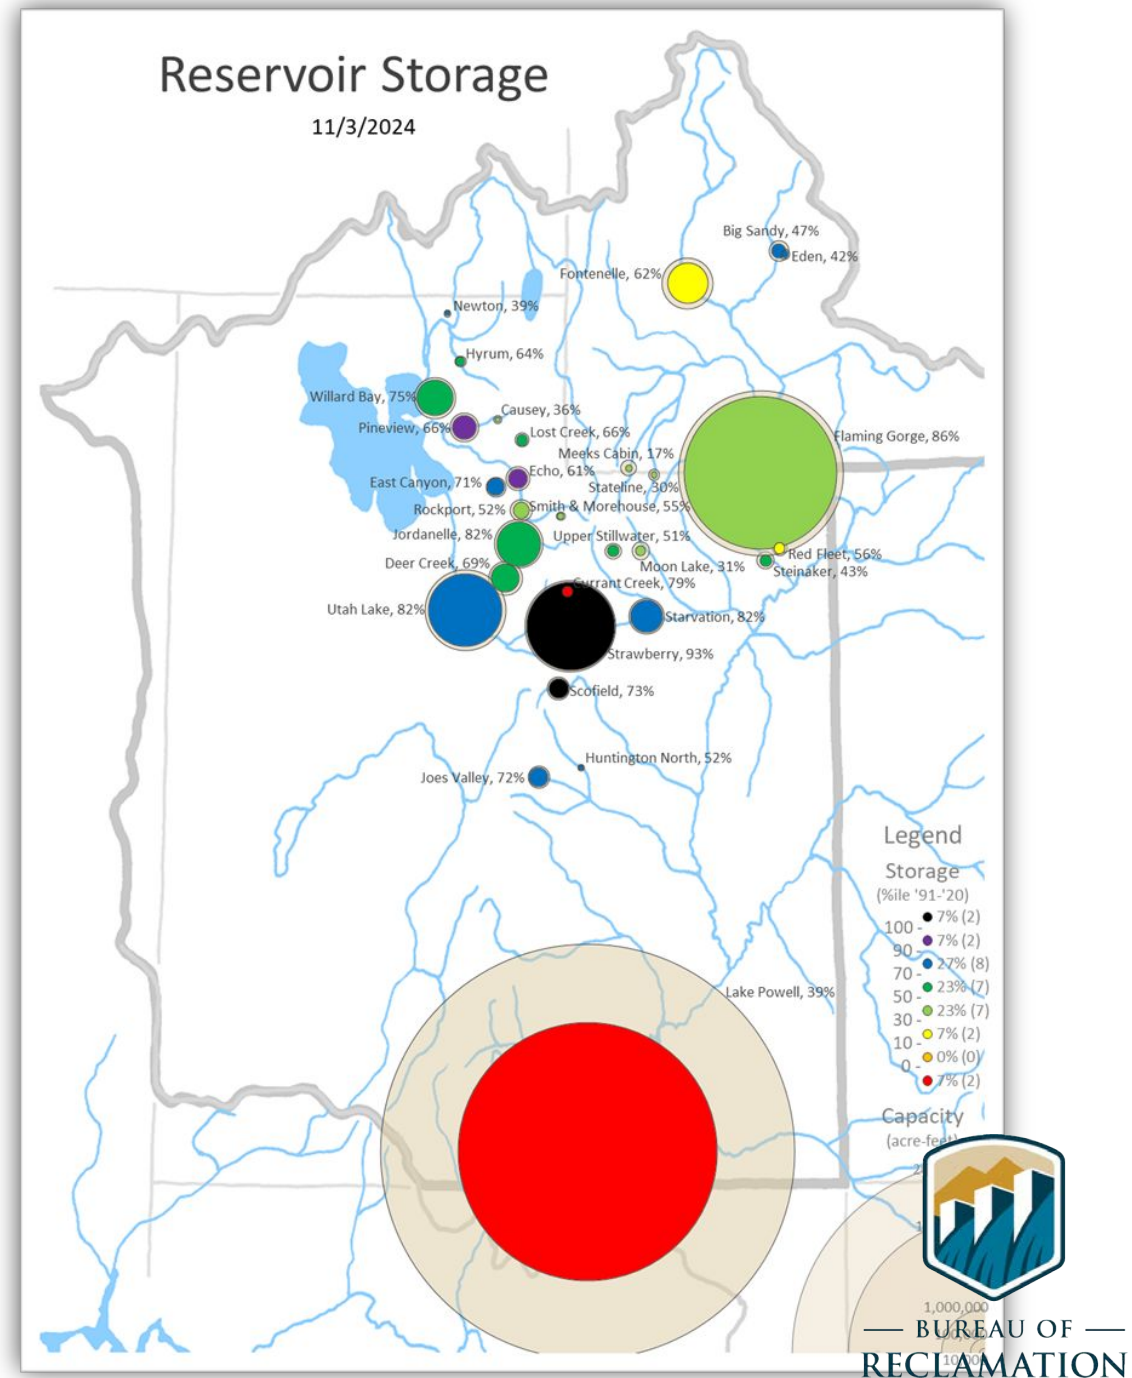 Reservoir Storage
11/3/2024
Big Sandy, 47%
Eden, 42%
Fontenelle, 62%
Newton, 39%
Hyrum, 64%
Willard Bay, 75%
Causey, 36%
Pineview, 66%
Lost Creek, 66%
Flaming Gorge, 86%
Meeks Cabin, 17%
Echo, 61%
East Canyon, 71%
Stateline, 30%
Rockport, 52%
Smith & Morehouse, 55%
Jordanelle, 82%
Upper Stillwater, 51%
Red Fleet, 56%
Deer Creek, 69%
Moon Lake, 31%
Steinaker, 43%
Currant Creek, 79%
Utah Lake, 82%
Starvation, 82%
Strawberry, 93%
Scofield, 73%
Huntington North, 52%
Joes Valley, 72%
Lake Powell, 39%
Legend
Storage
(%ile '91-'20)
7% (2)
100 -
7% (2)
90 -
27% (8)
70 -
23% (7)
50 -
23% (7)
30 -
7% (2)
10 -
0% (0)
0 -
7% (2)
Capacity
(acre-feet)
1,000,000
BUREAU OF
RECLAMATION